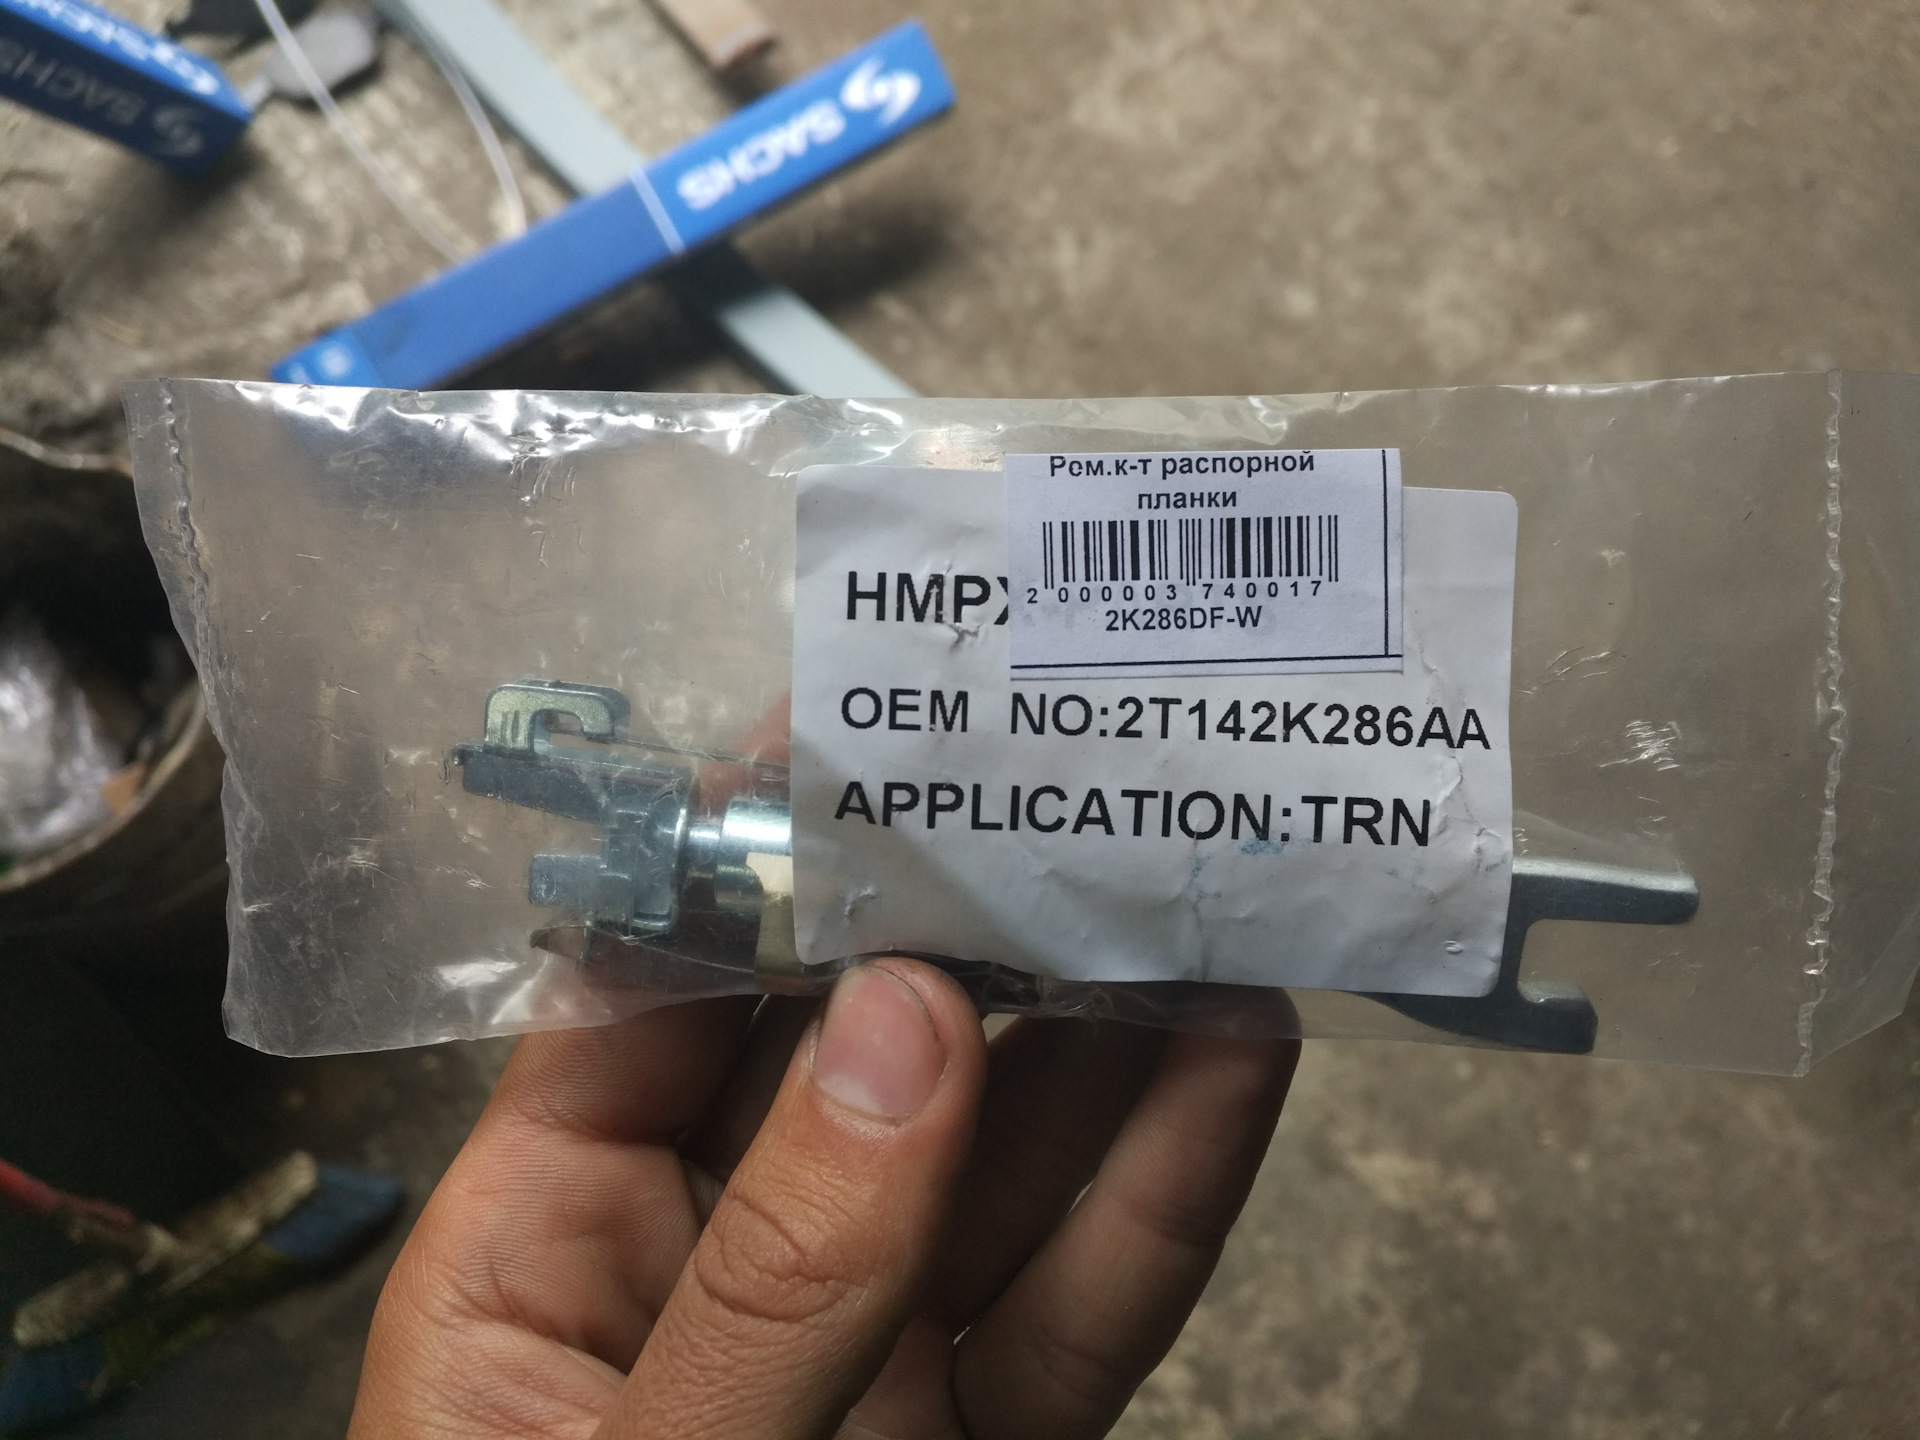 SACHS
SACHS
Рем.к-т распорной
планки
2 000003 740017
2K286DF-W
HMPX
OEM NO:2T142K286AA
APPLICATION:TRN